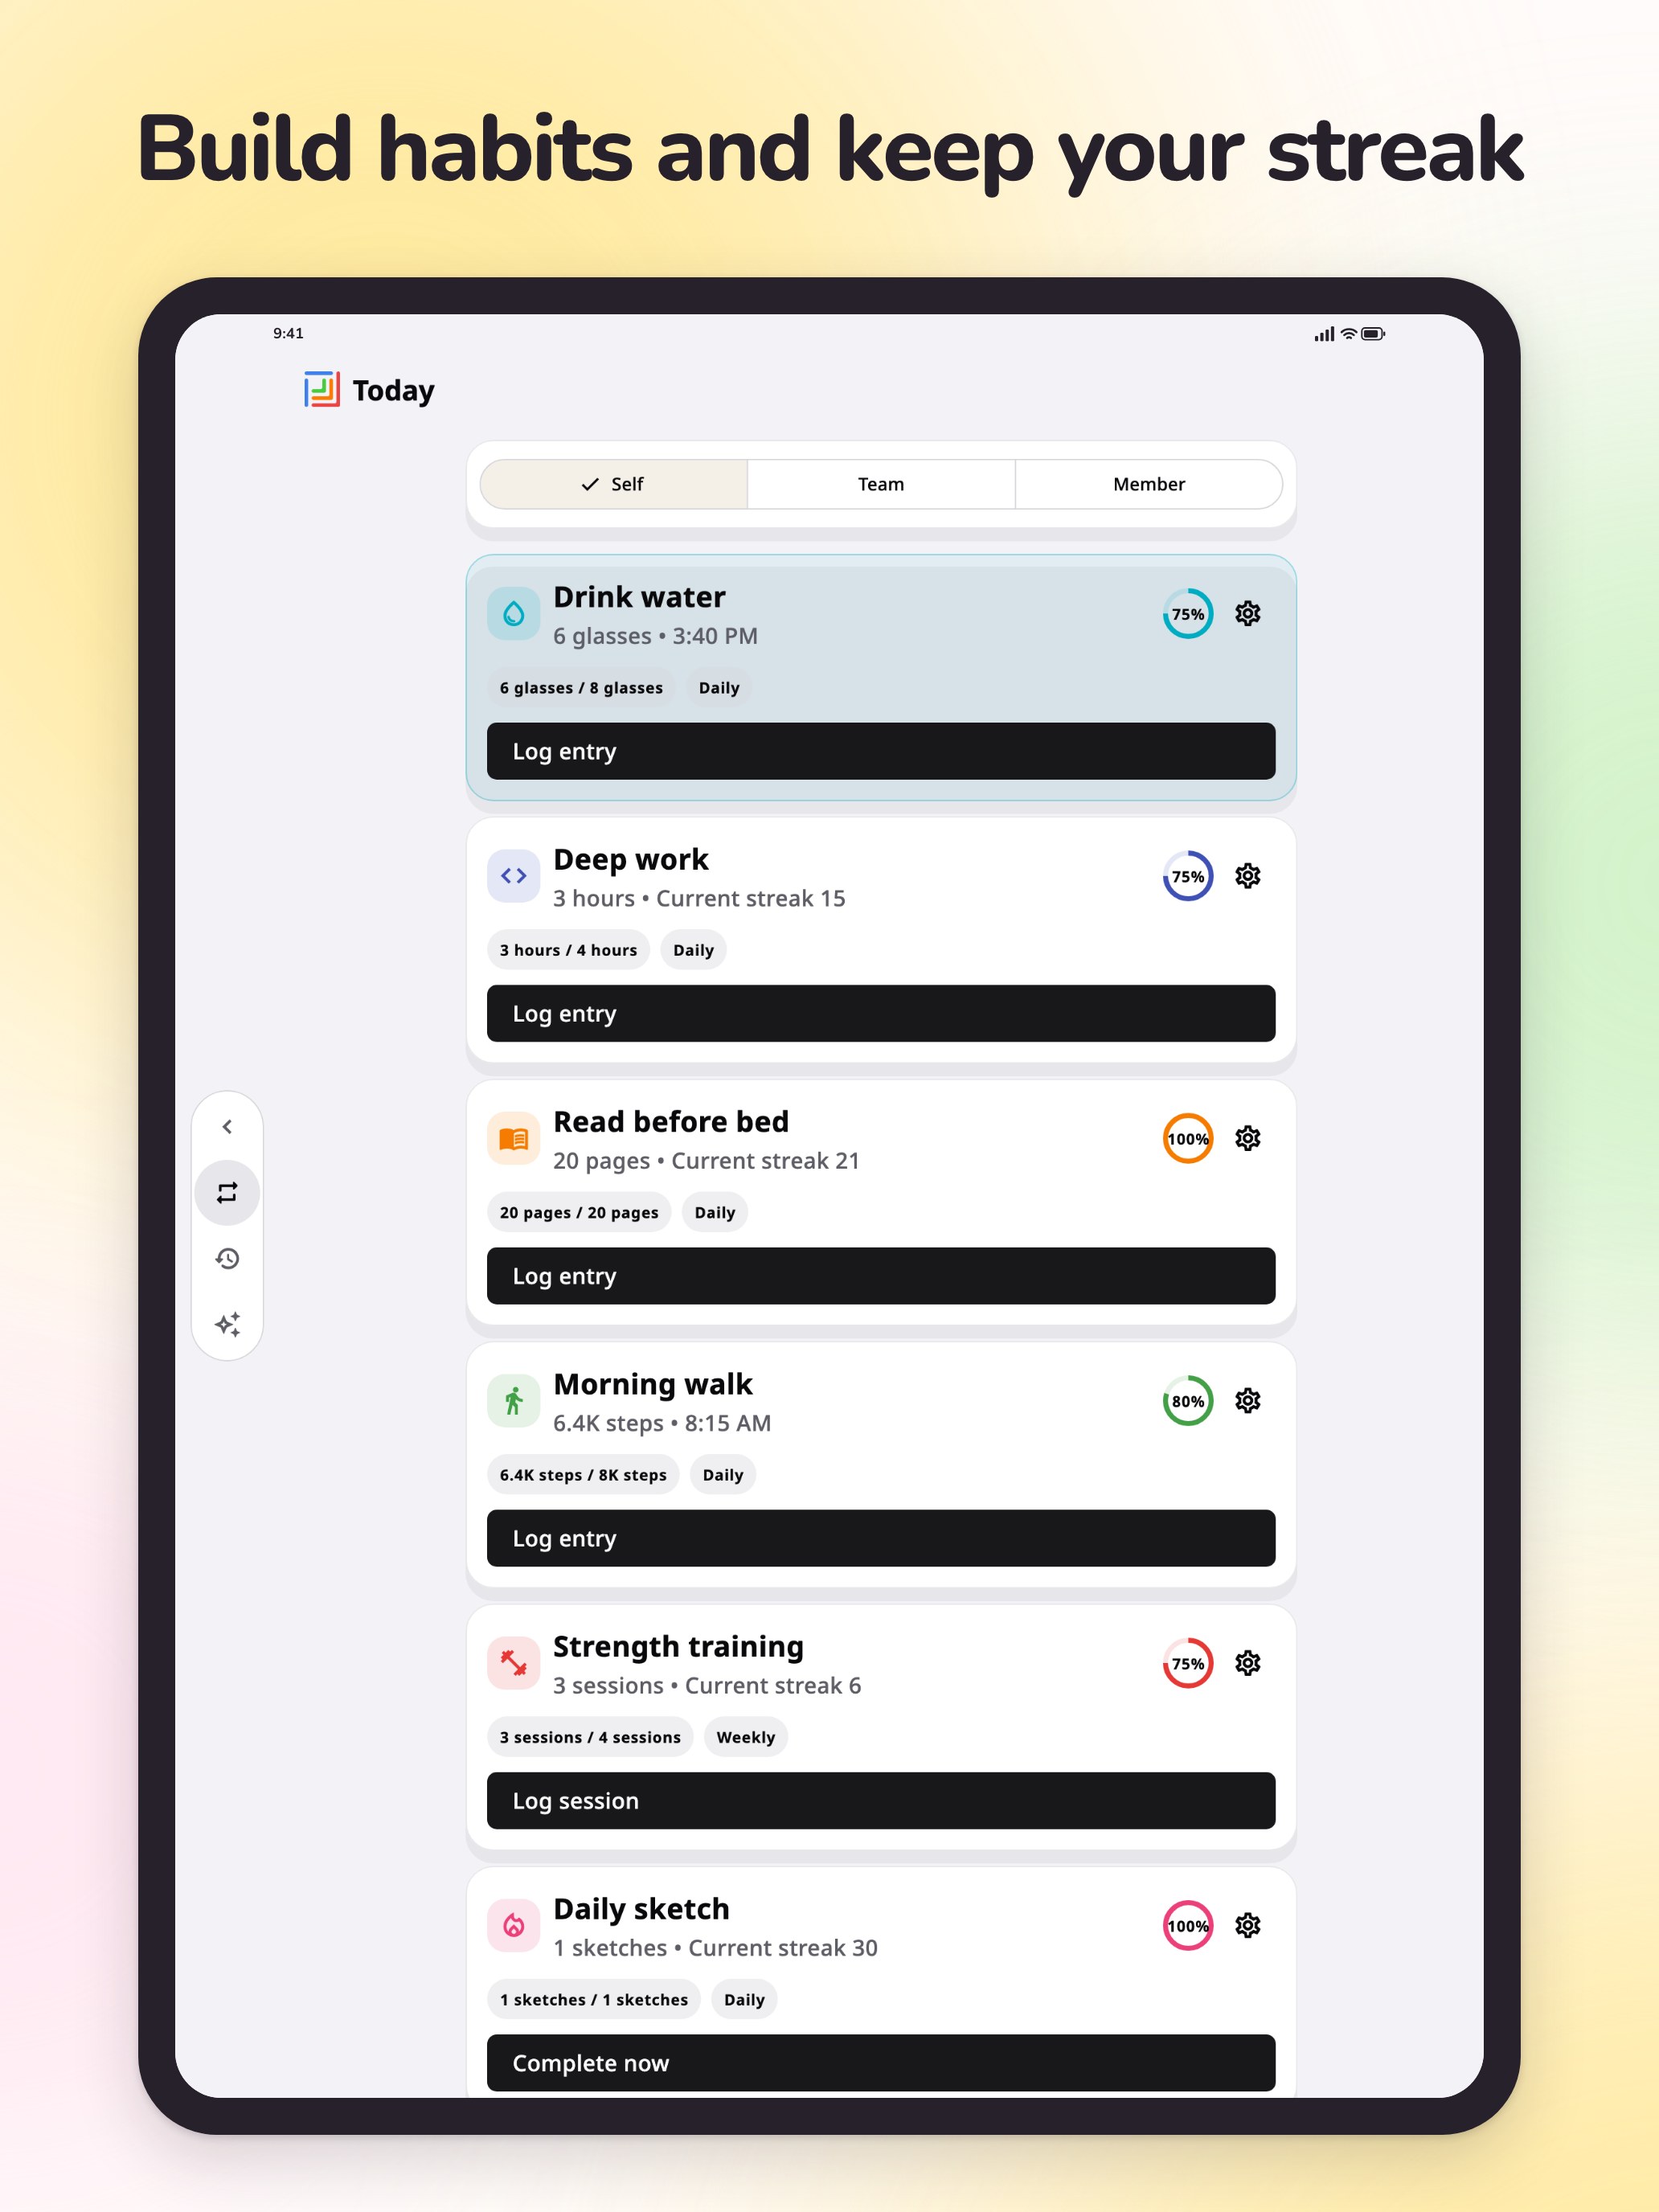 Build habits and keep your streak
9:41
Today
Self
Team
Member
Drink water
6 glasses • 3:40 PM
75%
6 glasses / 8 glasses
Daily
Log entry
Deep work
3 hours • Current streak 15
75%
3 hours / 4 hours
Daily
Log entry
Read before bed
20 pages • Current streak 21
100%
20 pages / 20 pages
Daily
Log entry
Morning walk
6.4K steps • 8:15 AM
80%
6.4K steps / 8K steps
Daily
Log entry
Strength training
3 sessions • Current streak 6
75%
3 sessions / 4 sessions
Weekly
Log session
Daily sketch
1 sketches • Current streak 30
100%
1 sketches / 1 sketches
Daily
Complete now